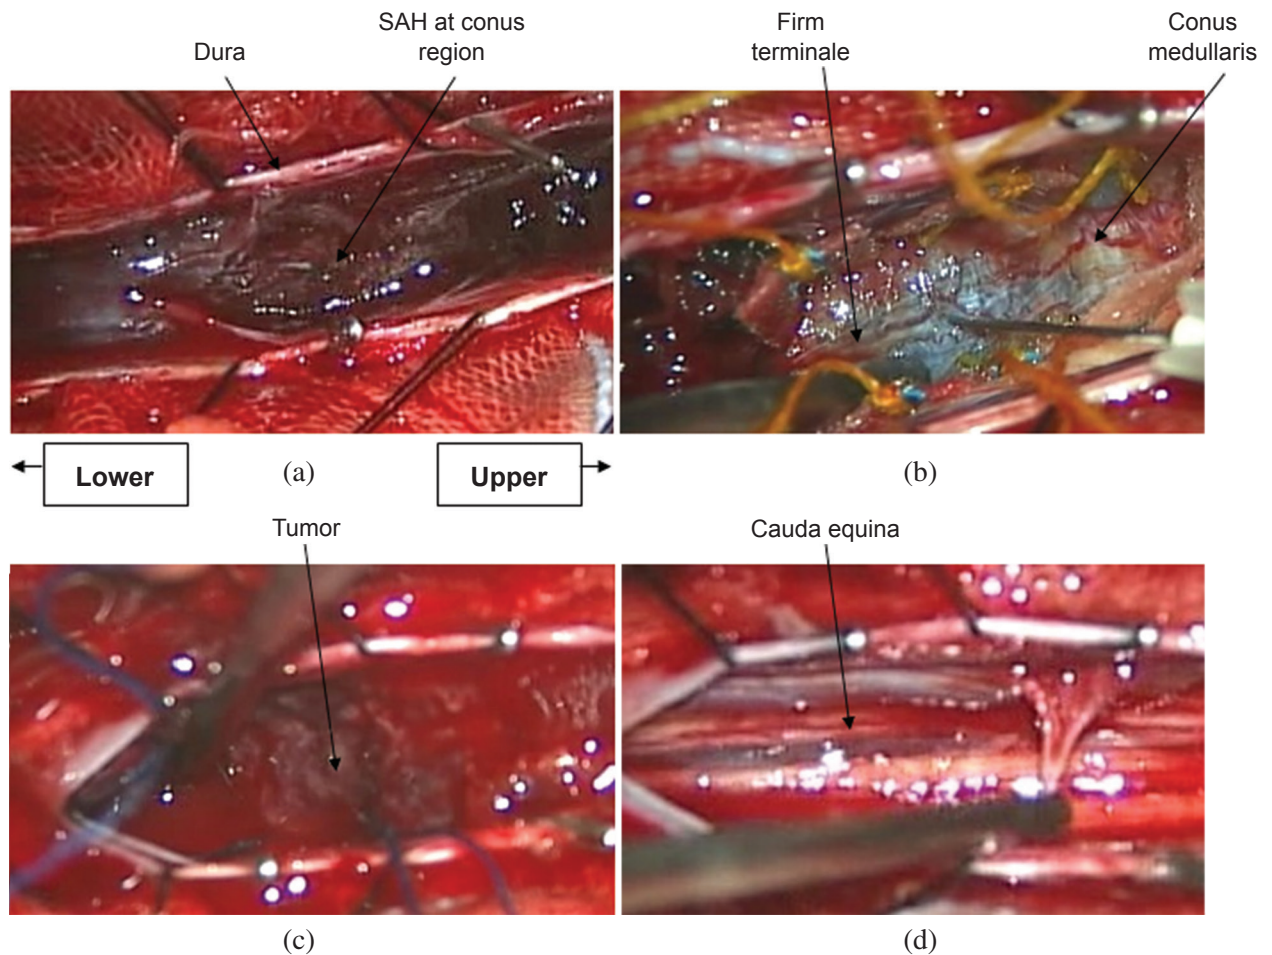 Dura
SAH at conus
region
Firm
terminale
Conus
medullaris
Lower
(a)
Upper
(b)
Tumor
Cauda equina
(c)
(d)